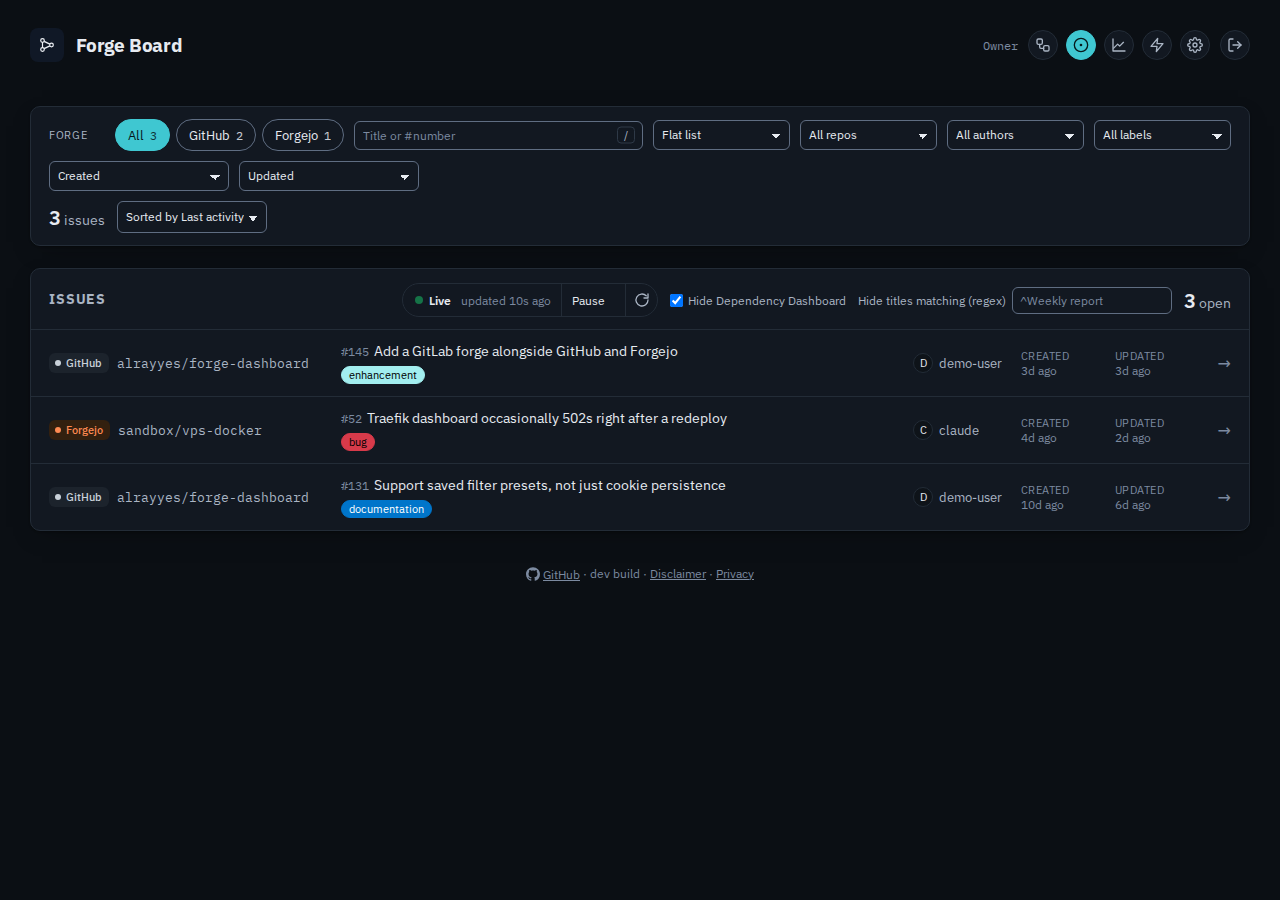 Forge Board
Owner
FORGE All 3 GitHub 2 Forgejo 1 Title or #number / Flat list All repos All authors All labels
Created Updated
3 issues Sorted by Last activity
ISSUES Live updated 10s ago Pause Hide Dependency Dashboard Hide titles matching (regex) ^Weekly report 3 open
GitHub alrayyes/forge-dashboard #145 Add a GitLab forge alongside GitHub and Forgejo D demo-user CREATED UPDATED →
enhancement 3d ago 3d ago
Forgejo sandbox/vps-docker #52 Traefik dashboard occasionally 502s right after a redeploy C claude CREATED UPDATED →
bug 4d ago 2d ago
GitHub alrayyes/forge-dashboard #131 Support saved filter presets, not just cookie persistence D demo-user CREATED UPDATED →
documentation 10d ago 6d ago
GitHub · dev build · Disclaimer · Privacy